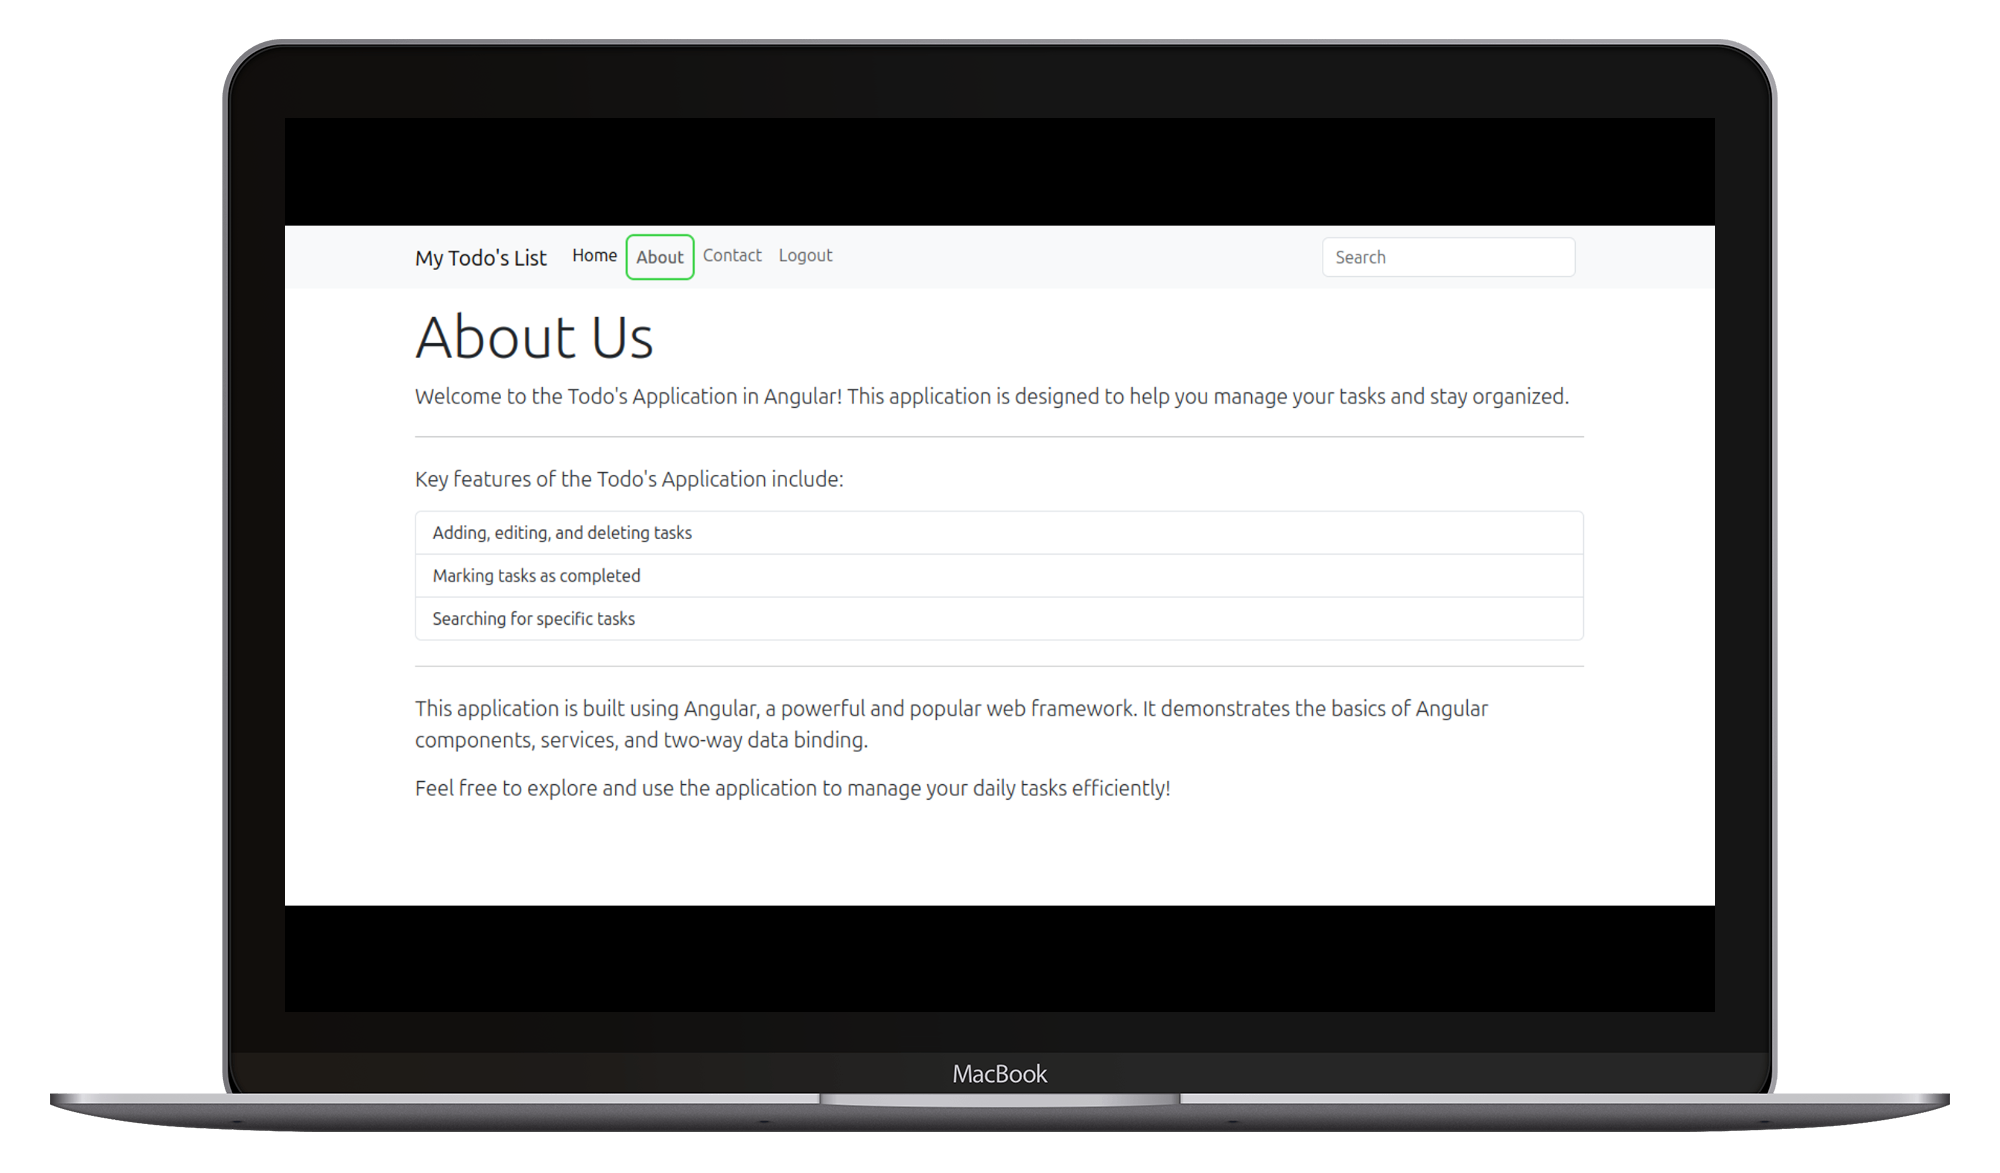 My Todo's List Home About Contact Logout Search
About Us
Welcome to the Todo's Application in Angular! This application is designed to help you manage your tasks and stay organized.
Key features of the Todo's Application include:
Adding, editing, and deleting tasks
Marking tasks as completed
Searching for specific tasks
This application is built using Angular, a powerful and popular web framework. It demonstrates the basics of Angular
components, services, and two-way data binding.
Feel free to explore and use the application to manage your daily tasks efficiently!
MacBook